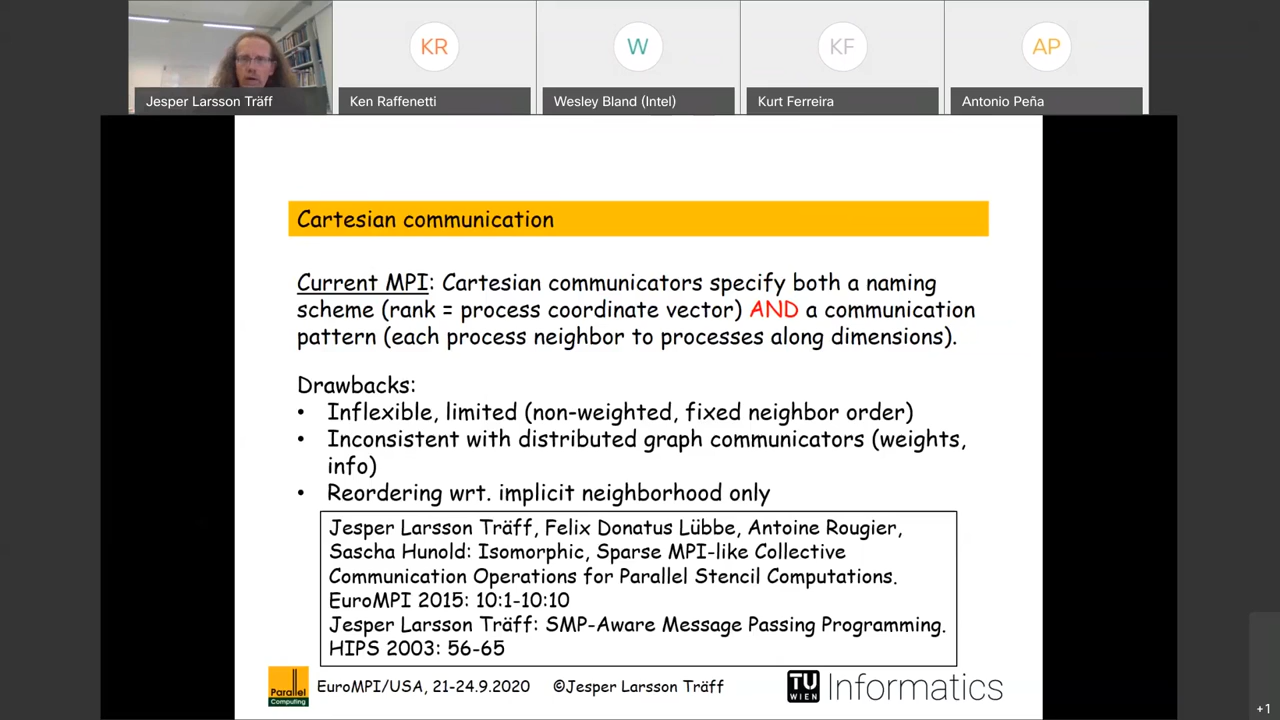 KR
W
KF
AP
Jesper Larsson Träff
Ken Raffenetti
Wesley Bland (Intel)
Kurt Ferreira
Antonio Peña
Cartesian communication
Current MPI: Cartesian communicators specify both a naming
scheme (rank = process coordinate vector) AND a communication
pattern (each process neighbor to processes along dimensions).
Drawbacks:
• Inflexible, limited (non-weighted, fixed neighbor order)
• Inconsistent with distributed graph communicators (weights,
info)
• Reordering wrt. implicit neighborhood only
Jesper Larsson Träff, Felix Donatus Lübbe, Antoine Rougier,
Sascha Hunold: Isomorphic, Sparse MPI-like Collective
Communication Operations for Parallel Stencil Computations.
EuroMPI 2015: 10:1-10:10
Jesper Larsson Träff: SMP-Aware Message Passing Programming.
HIPS 2003: 56-65
Parallel
Computing
EuroMPI/USA, 21-24.9.2020 ©Jesper Larsson Träff
TU
WIEN
Informatics
+1